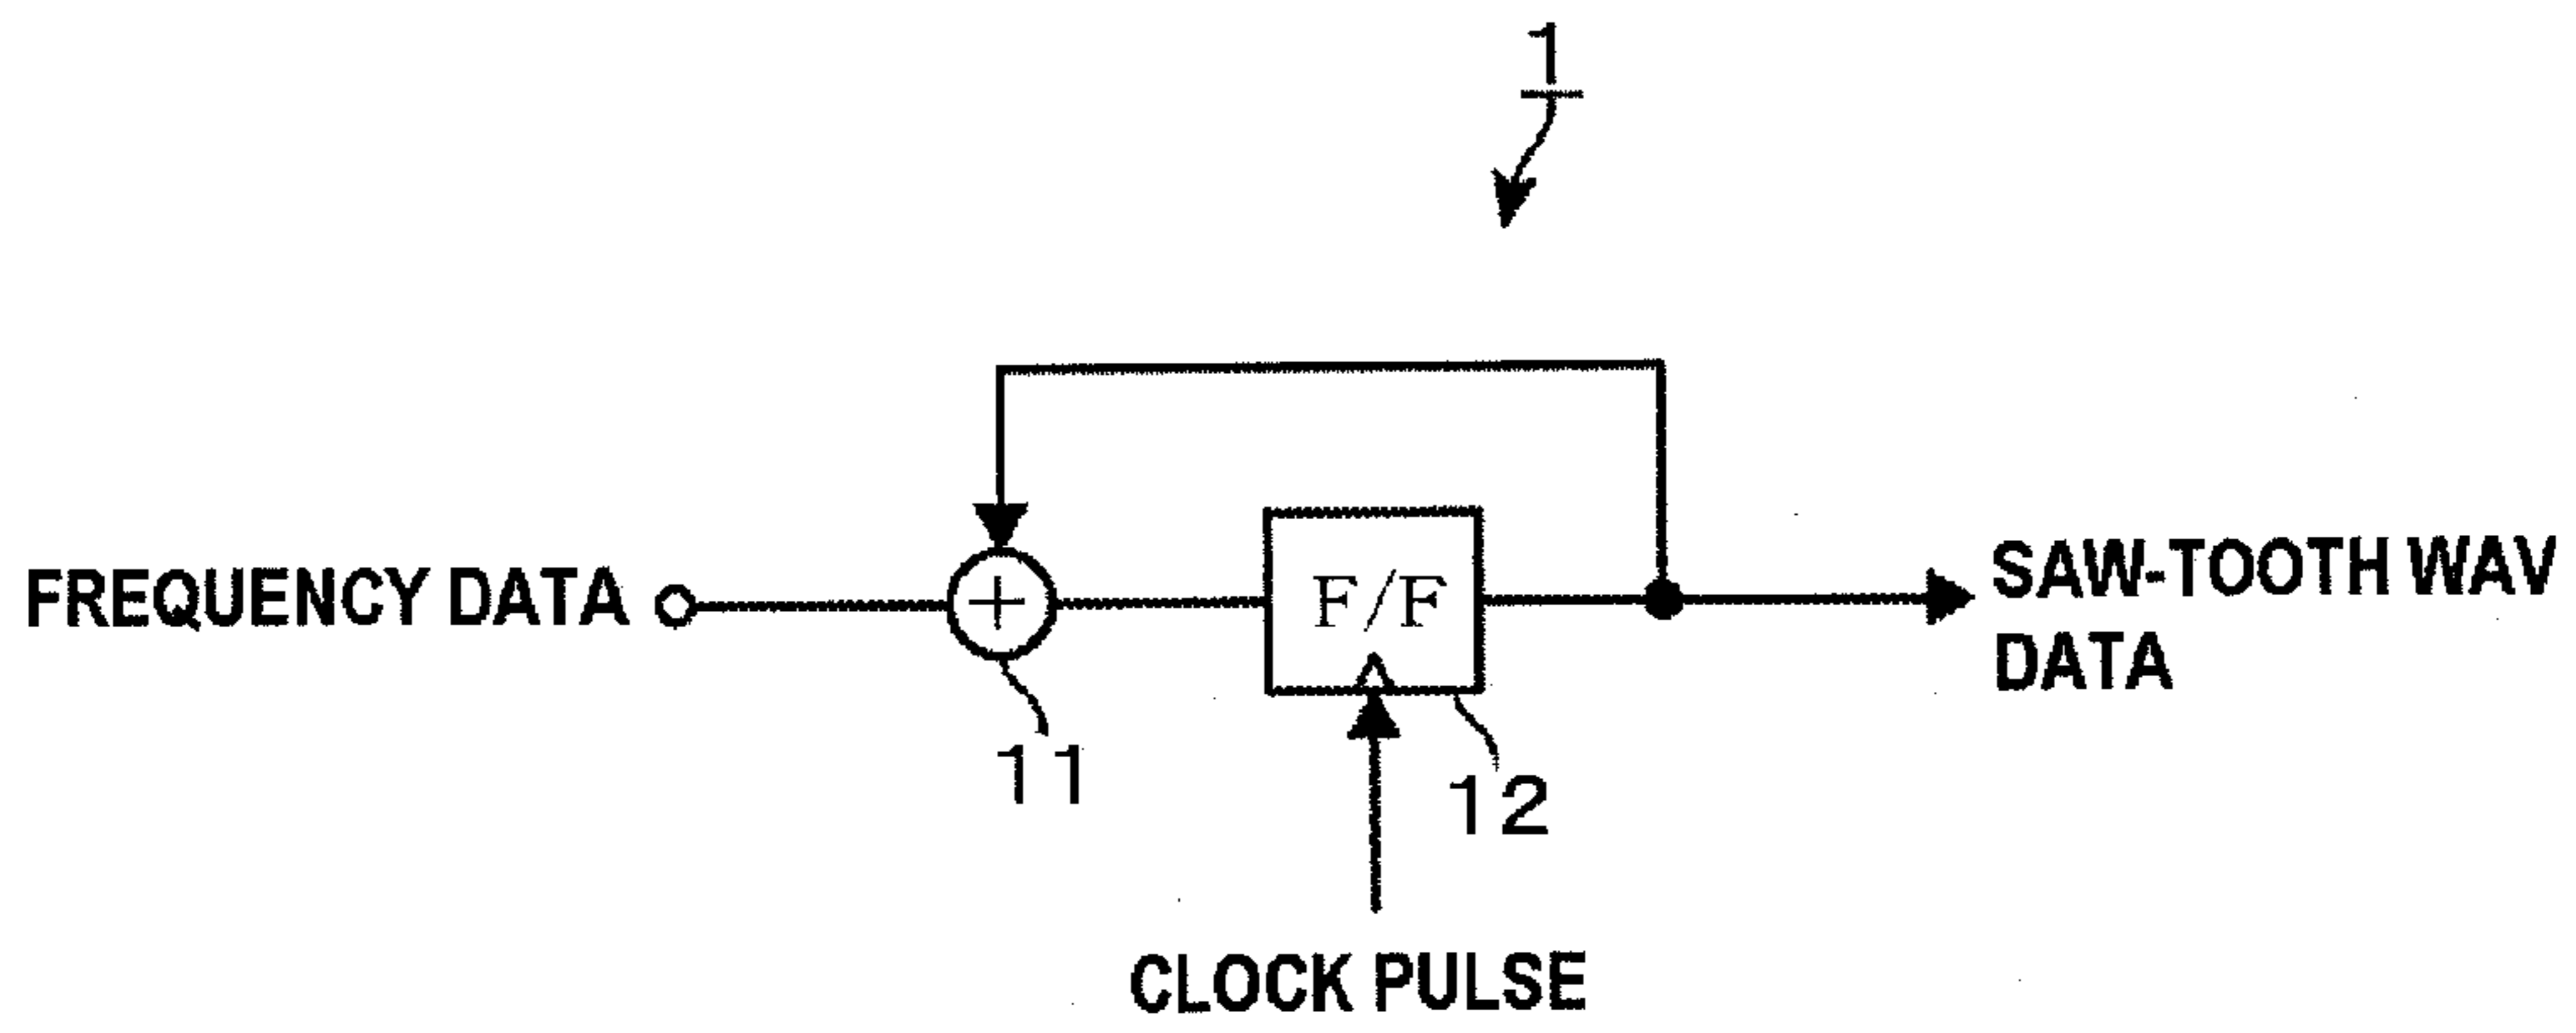 1
FREQUENCY DATA
F/F
SAW-TOOTH WAV
DATA
11
12
CLOCK PULSE